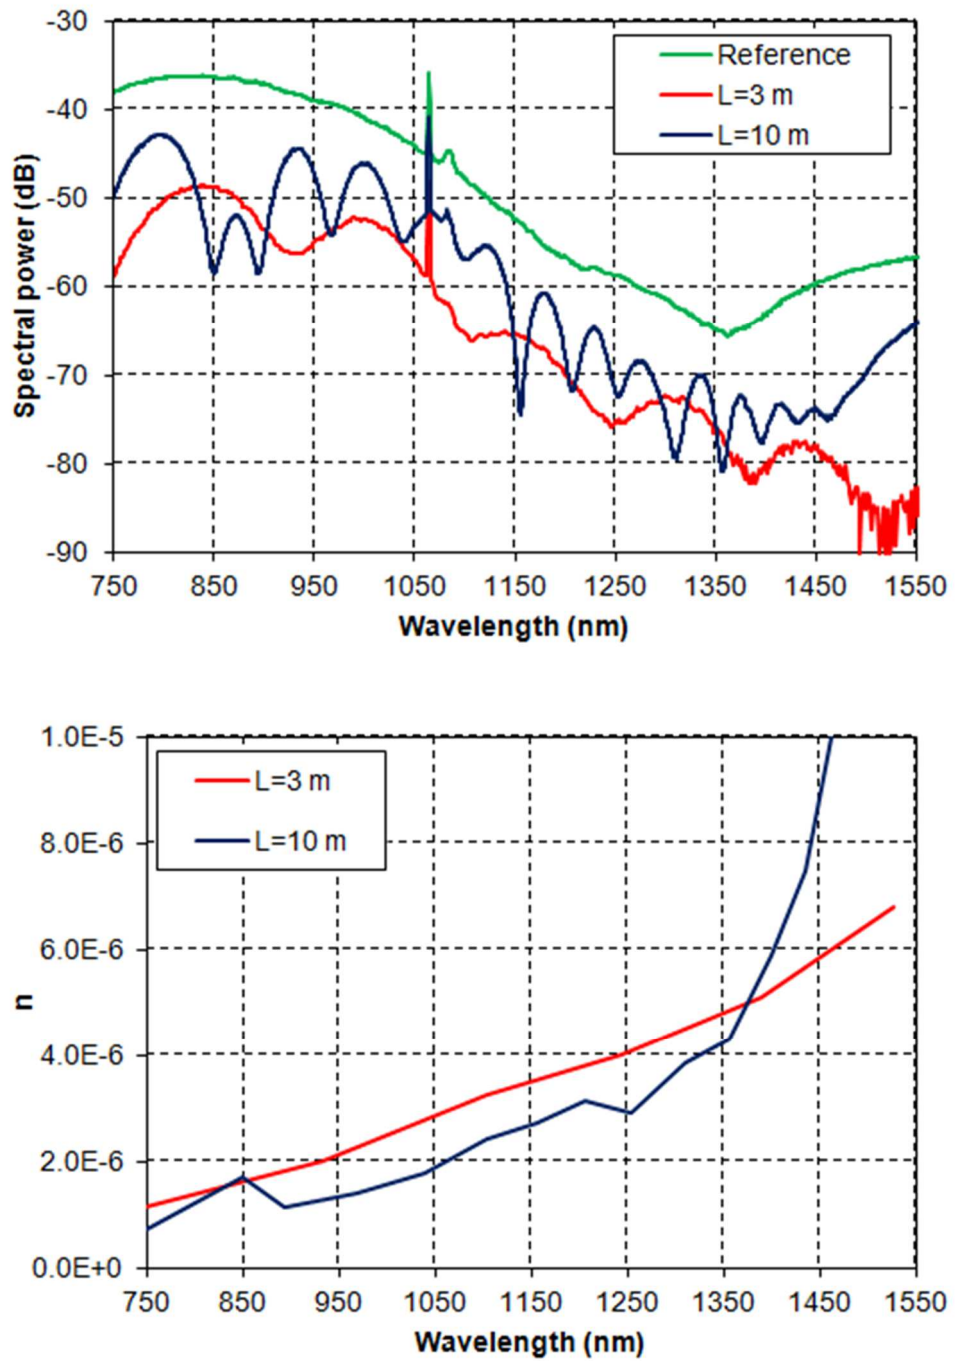 -30
-40
-50
-60
-70
-80
-90
Spectral power (dB)
Reference
L=3 m
L=10 m
750 850 950 1050 1150 1250 1350 1450 1550
Wavelength (nm)
1.0E-5
8.0E-6
6.0E-6
4.0E-6
2.0E-6
0.0E+0
n
L=3 m
L=10 m
750 850 950 1050 1150 1250 1350 1450 1550
Wavelength (nm)